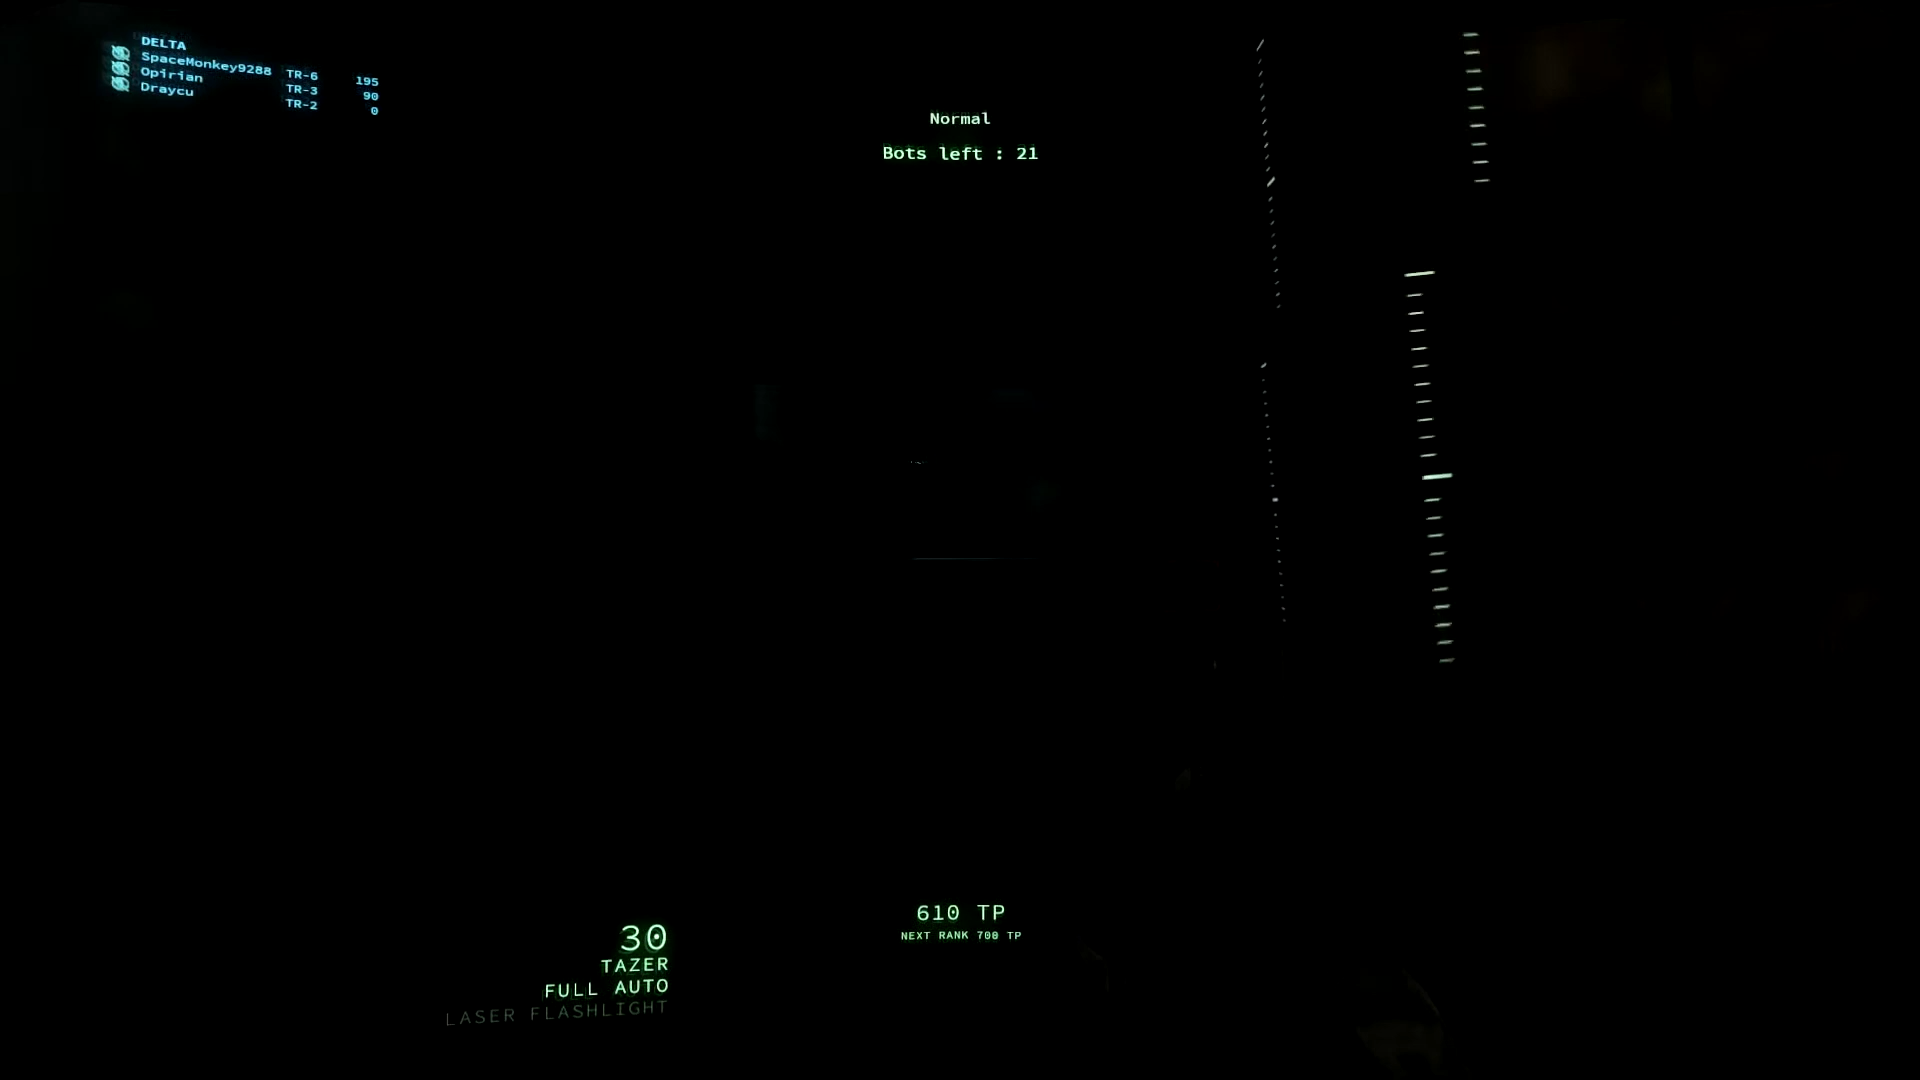 DELTA
SpaceMonkey9288 TR-6 195
Opirian TR-3 90
Draycu TR-2 0
Normal
Bots left : 21
610 TP
NEXT RANK 700 TP
30
TAZER
FULL AUTO
LASER FLASHLIGHT